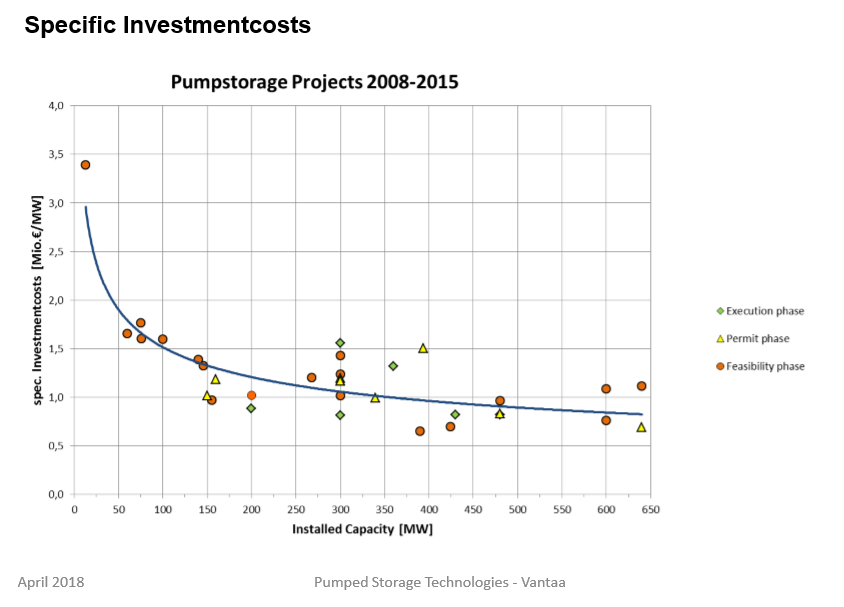 Specific Investmentcosts
Pumpstorage Projects 2008-2015
spec. Investmentcosts [Mio.€/MW]
4,0
3,5
3,0
2,5
2,0
1,5
1,0
0,5
0,0
0 50 100 150 200 250 300 350 400 450 500 550 600 650
Installed Capacity [MW]
Execution phase
Permit phase
Feasibility phase
April 2018 Pumped Storage Technologies - Vantaa